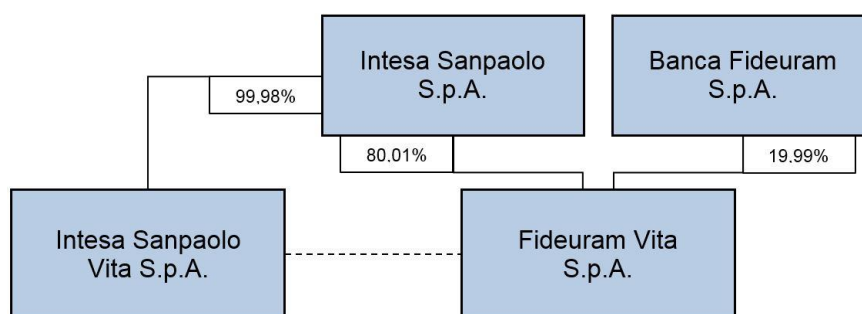 Intesa Sanpaolo
S.p.A.
Banca Fideuram
S.p.A.
99,98%
80.01%
19.99%
Intesa Sanpaolo
Vita S.p.A.
Fideuram Vita
S.p.A.